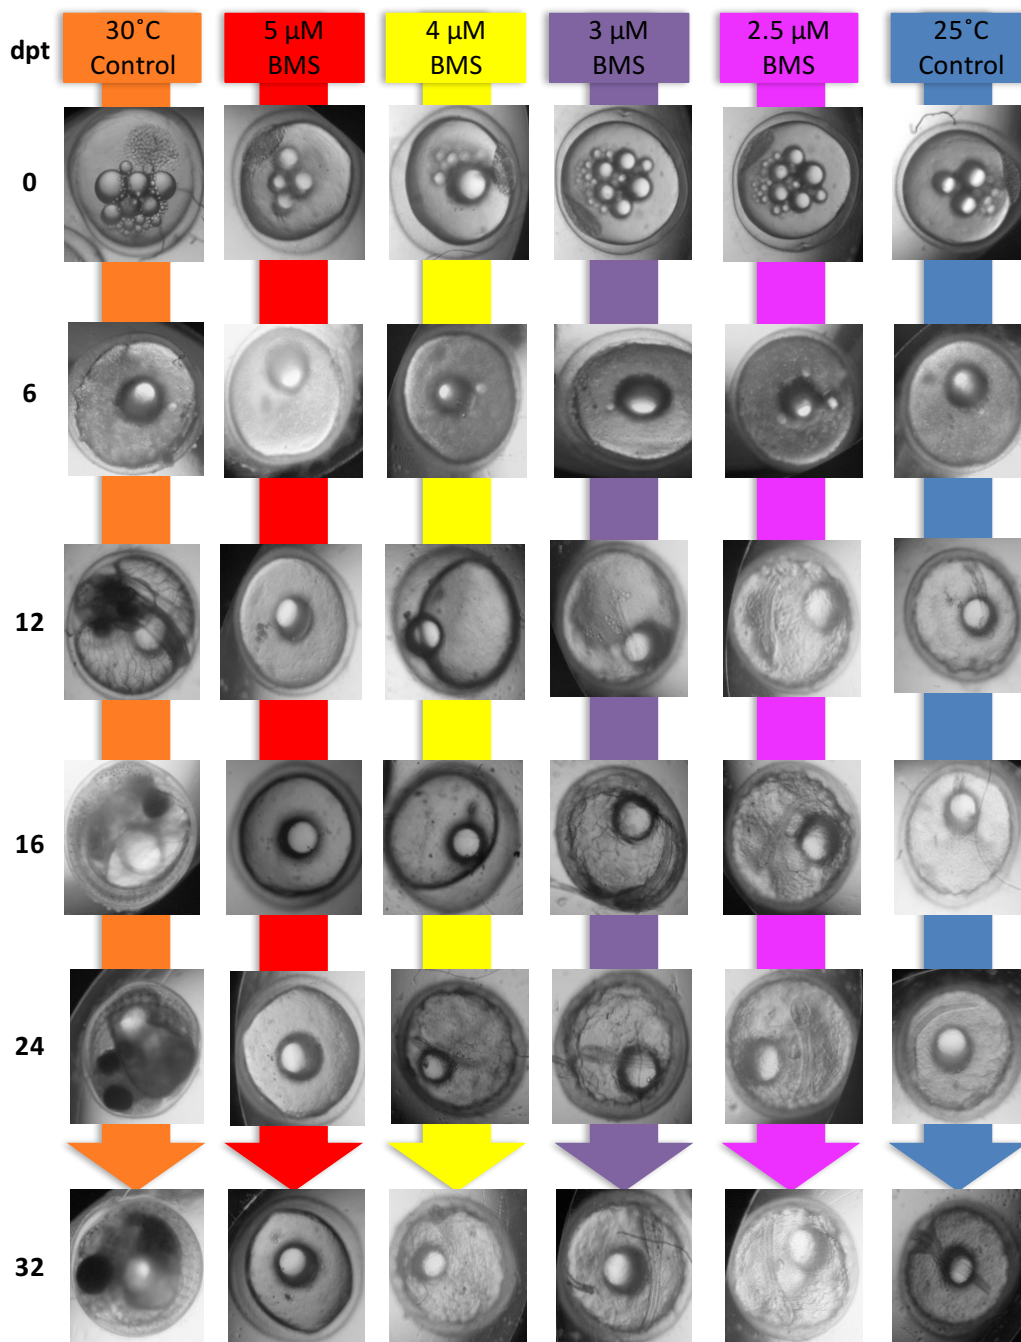 dpt
30˚C
Control
5 µM
BMS
4 µM
BMS
3 µM
BMS
2.5 µM
BMS
25˚C
Control
0
6
12
16
24
32